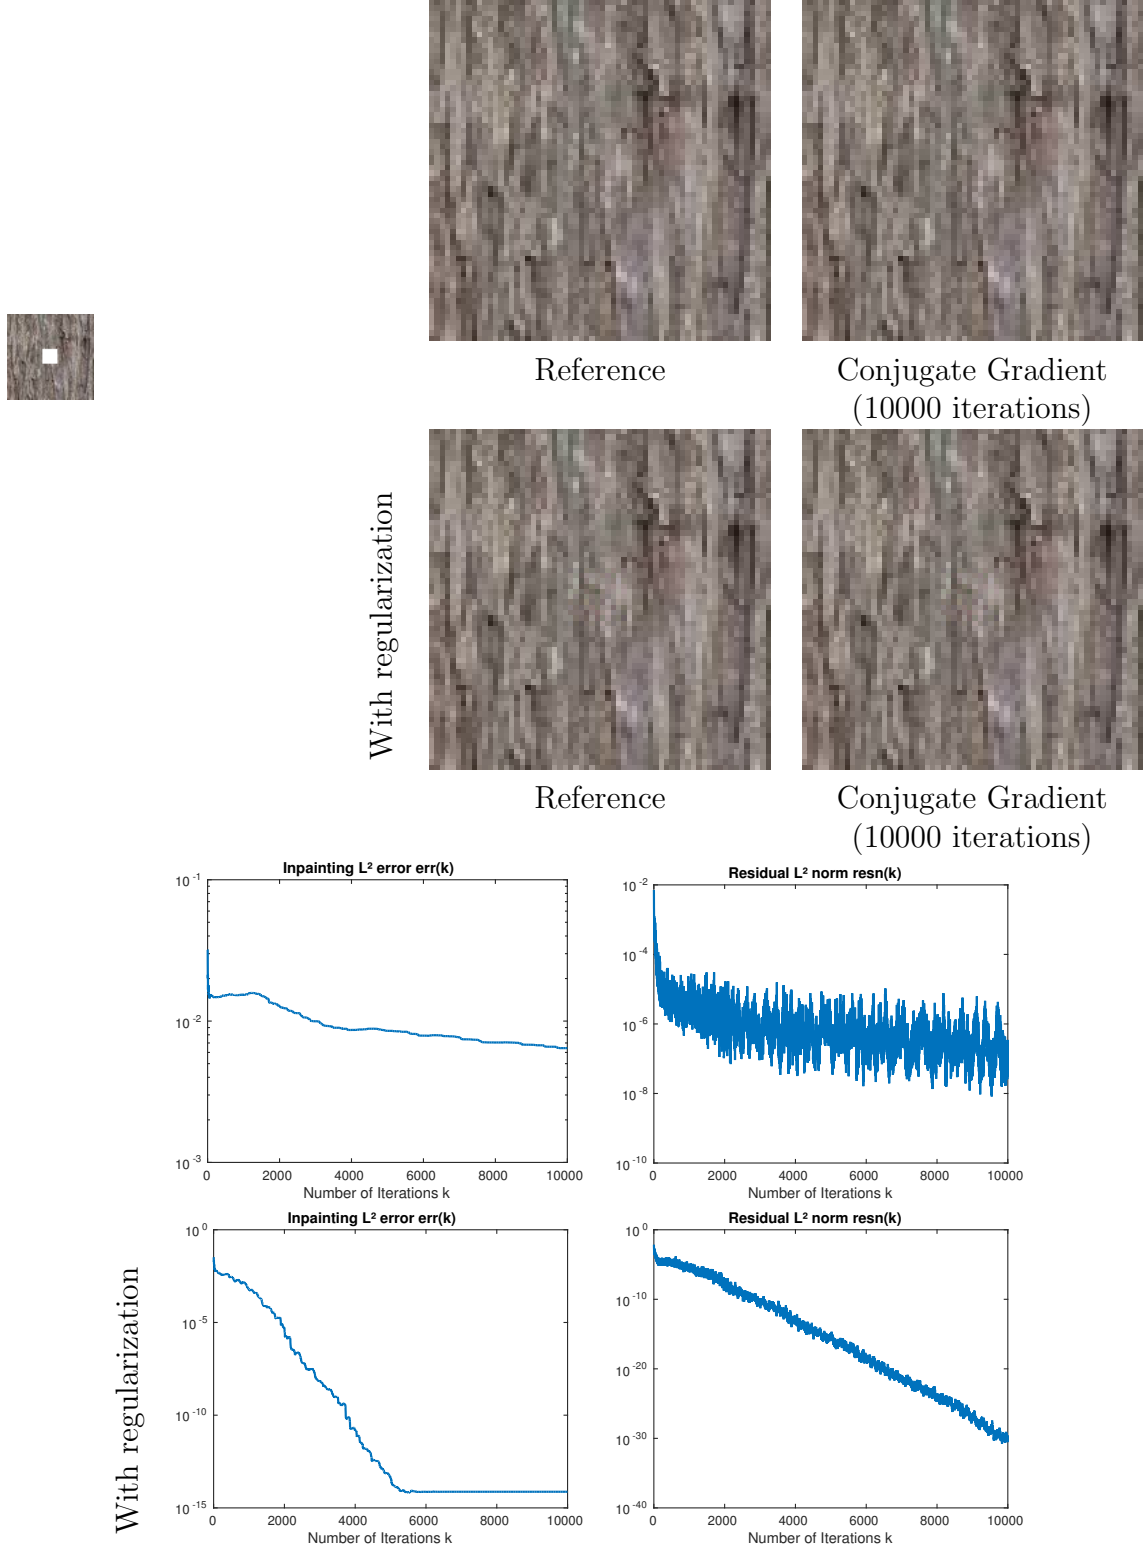 Reference
Conjugate Gradient
(10000 iterations)
With regularization
Reference
Conjugate Gradient
(10000 iterations)
Inpainting L² error err(k)
10⁻¹
10⁻²
10⁻³
0 2000 4000 6000 8000 10000
Number of Iterations k
Residual L² norm resn(k)
10⁻²
10⁻⁴
10⁻⁶
10⁻⁸
10⁻¹⁰
0 2000 4000 6000 8000 10000
Number of Iterations k
With regularization
Inpainting L² error err(k)
10⁰
10⁻⁵
10⁻¹⁰
10⁻¹⁵
0 2000 4000 6000 8000 10000
Number of Iterations k
Residual L² norm resn(k)
10⁰
10⁻¹⁰
10⁻²⁰
10⁻³⁰
10⁻⁴⁰
0 2000 4000 6000 8000 10000
Number of Iterations k